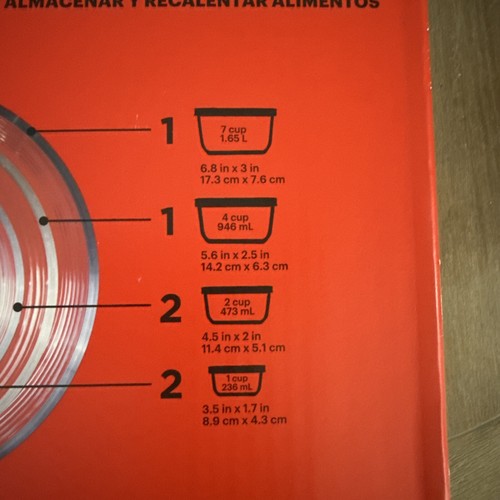 ALMACENAR Y RECALENTAR ALIMENTOS
1
7 cup
1.65 L
6.8 in x 3 in
17.3 cm x 7.6 cm
1
4 cup
946 mL
5.6 in x 2.5 in
14.2 cm x 6.3 cm
2
2 cup
473 mL
4.5 in x 2 in
11.4 cm x 5.1 cm
2
1 cup
236 mL
3.5 in x 1.7 in
8.9 cm x 4.3 cm